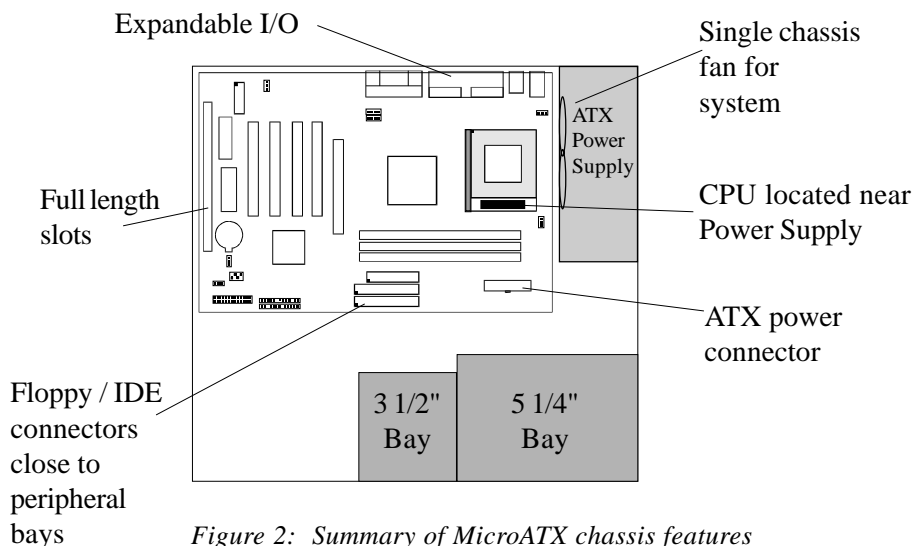 Expandable I/O
Single chassis
fan for
system
ATX
Power
Supply
Full length
slots
CPU located near
Power Supply
ATX power
connector
Floppy / IDE
connectors
close to
peripheral
bays
3 1/2"
Bay
5 1/4"
Bay
Figure 2: Summary of MicroATX chassis features